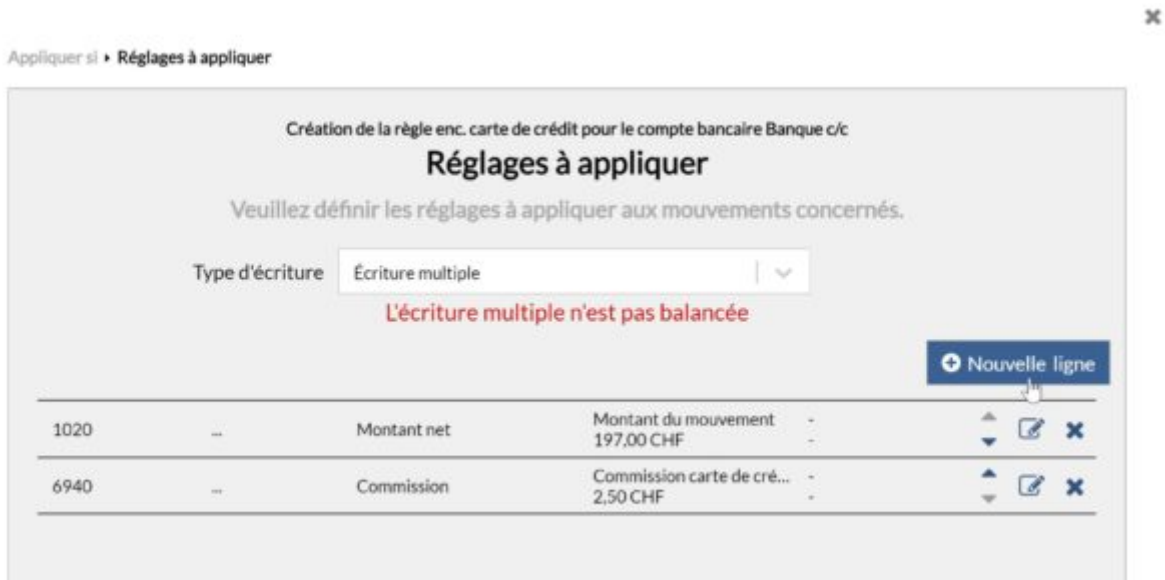 Appliquer si ▸ Réglages à appliquer
Création de la règle enc. carte de crédit pour le compte bancaire Banque c/c
Réglages à appliquer
Veuillez définir les réglages à appliquer aux mouvements concernés.
Type d'écriture Écriture multiple
L'écriture multiple n'est pas balancée
Nouvelle ligne
1020 ... Montant net Montant du mouvement -
197,00 CHF -
6940 ... Commission Commission carte de cré... -
2,50 CHF -